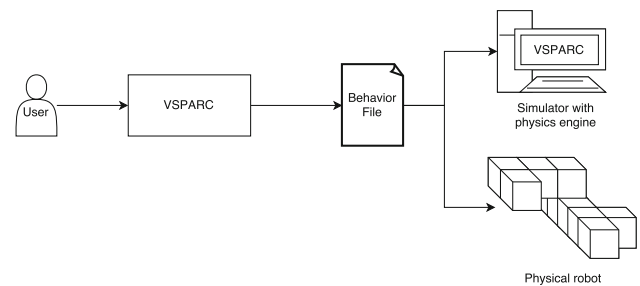 User
VSPARC
Behavior
File
VSPARC
Simulator with
physics engine
Physical robot